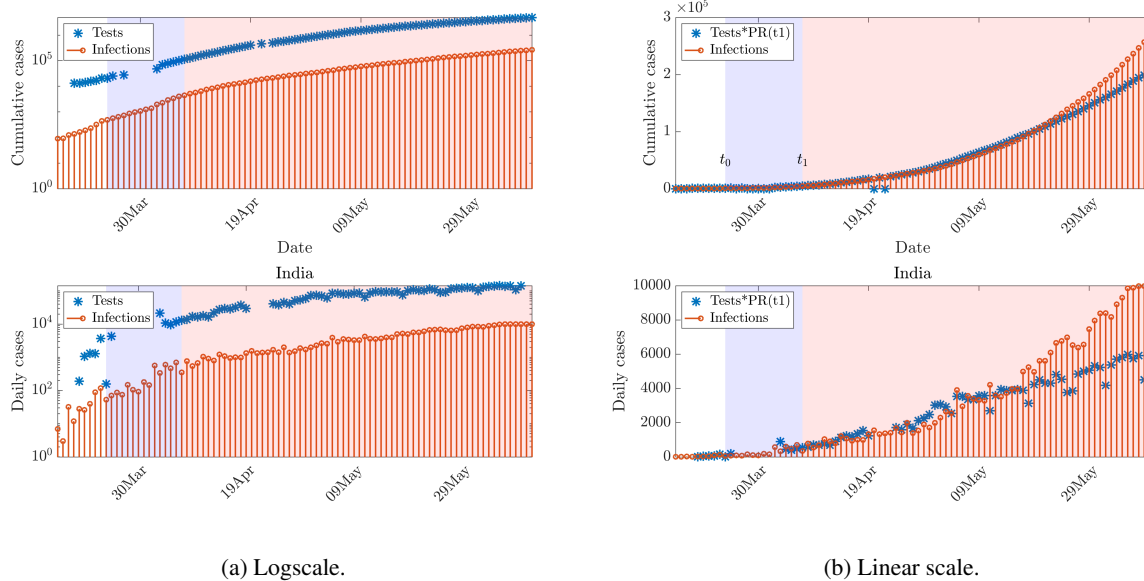 Tests
Infections
Cumulative cases
10^5
10^0
30Mar
19Apr
09May
29May
Date
India
Tests
Infections
Daily cases
10^4
10^2
10^0
30Mar
19Apr
09May
29May
(a) Logscale.
×10^5
Tests*PR(t1)
Infections
Cumulative cases
3
2
1
0
t_0
t_1
30Mar
19Apr
09May
29May
Date
India
Tests*PR(t1)
Infections
Daily cases
10000
8000
6000
4000
2000
0
30Mar
19Apr
09May
29May
(b) Linear scale.